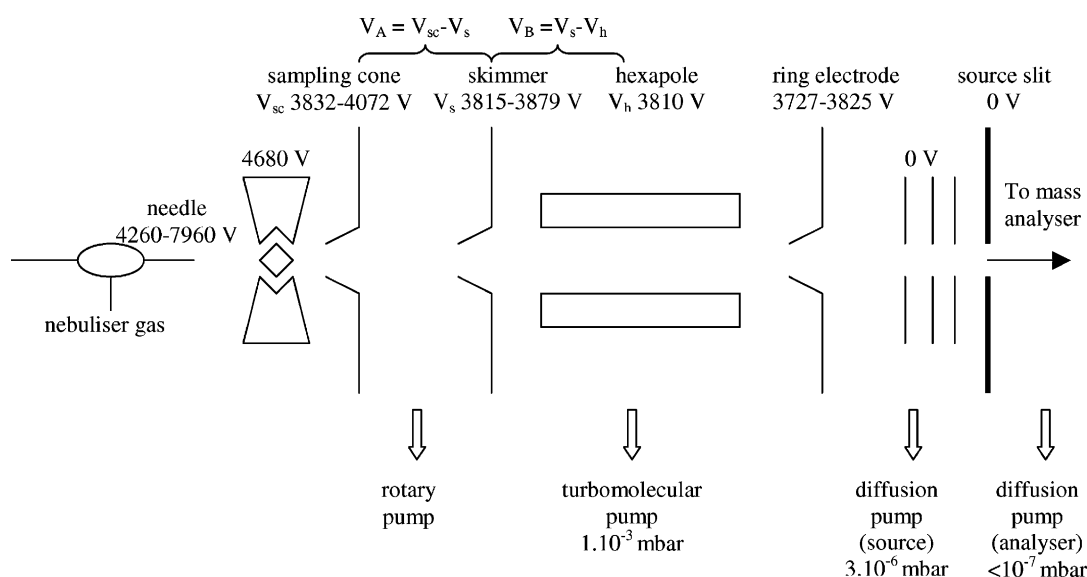 V_A = V_sc-V_s V_B =V_s-V_h
sampling cone skimmer hexapole ring electrode source slit
V_sc 3832-4072 V V_s 3815-3879 V V_h 3810 V 3727-3825 V 0 V
4680 V 0 V
needle
4260-7960 V
To mass
analyser
nebuliser gas
rotary
pump
turbomolecular
pump
1.10^-3 mbar
diffusion
pump
(source)
3.10^-6 mbar
diffusion
pump
(analyser)
<10^-7 mbar